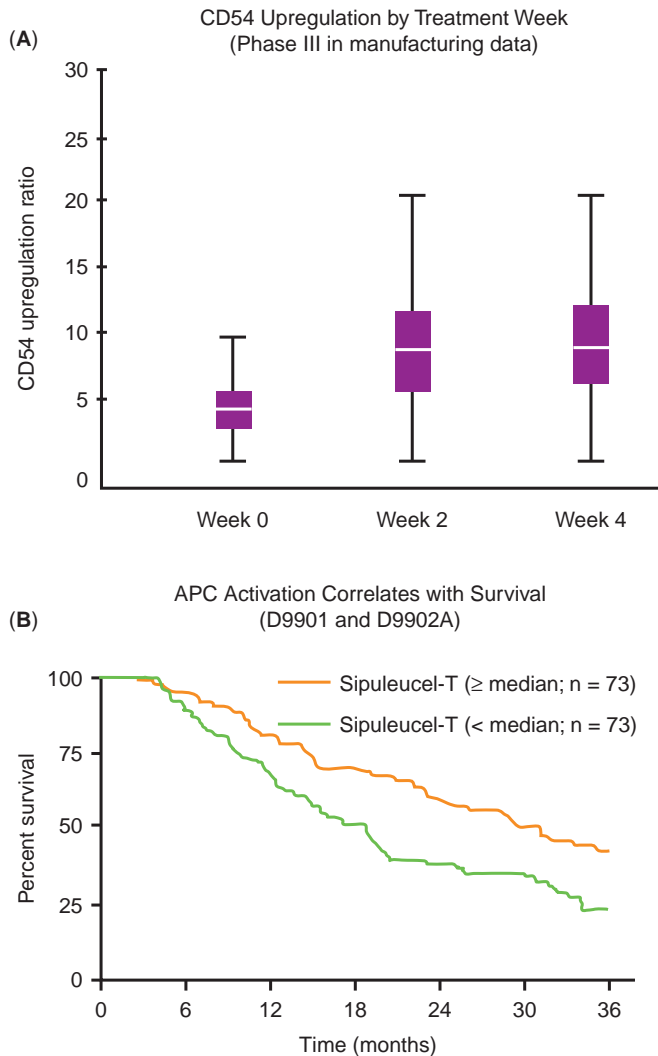 CD54 Upregulation by Treatment Week
(A)
(Phase III in manufacturing data)
30
25
20
15
10
5
0
CD54 upregulation ratio
Week 0
Week 2
Week 4
APC Activation Correlates with Survival
(B)
(D9901 and D9902A)
100
75
50
25
0
Percent survival
Sipuleucel-T (≥ median; n = 73)
Sipuleucel-T (< median; n = 73)
0
6
12
18
24
30
36
Time (months)